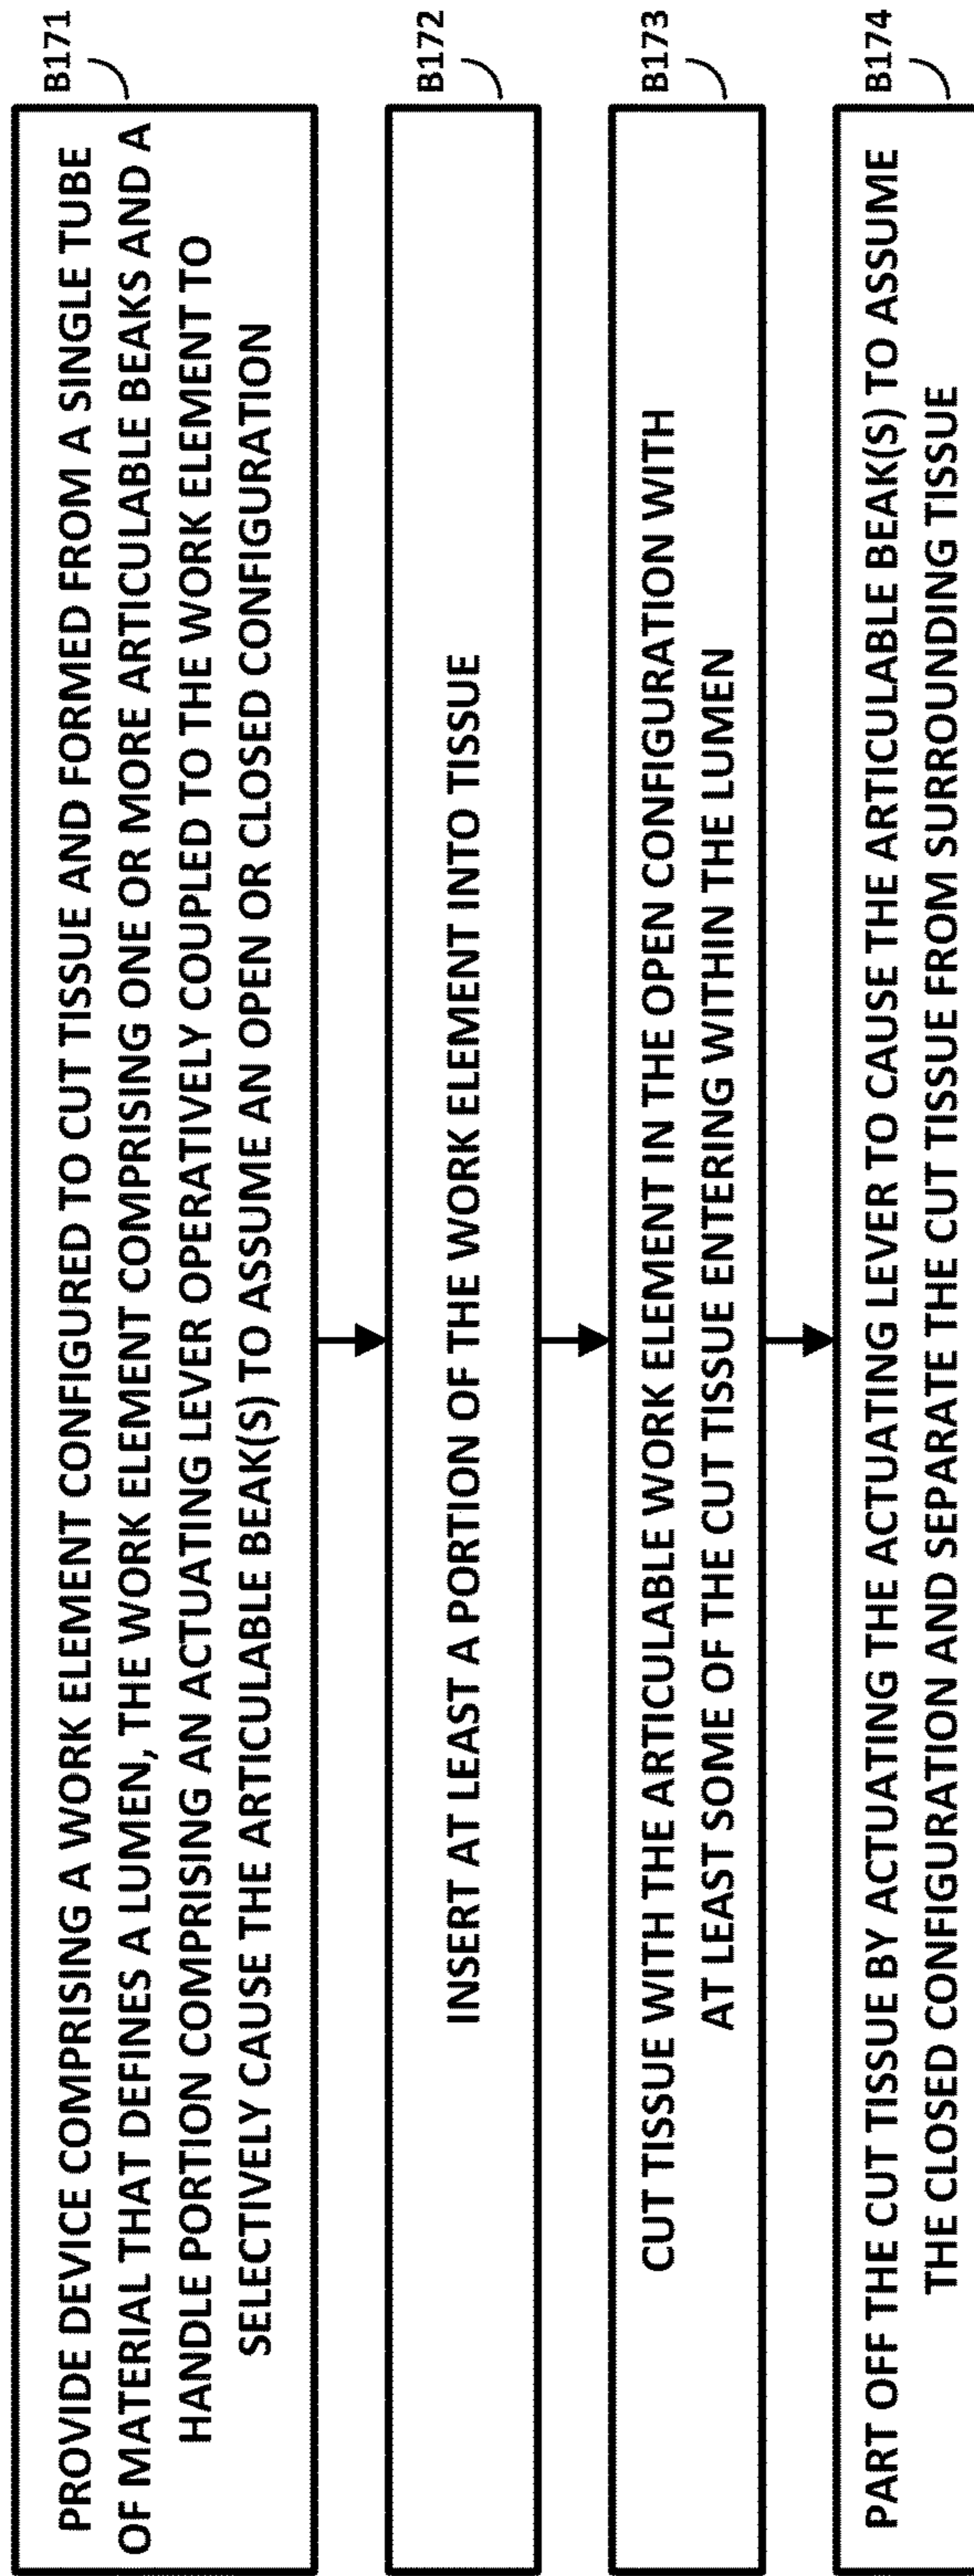 B171
PROVIDE DEVICE COMPRISING A WORK ELEMENT CONFIGURED TO CUT TISSUE AND FORMED FROM A SINGLE TUBE
OF MATERIAL THAT DEFINES A LUMEN, THE WORK ELEMENT COMPRISING ONE OR MORE ARTICULABLE BEAKS AND A
HANDLE PORTION COMPRISING AN ACTUATING LEVER OPERATIVELY COUPLED TO THE WORK ELEMENT TO
SELECTIVELY CAUSE THE ARTICULABLE BEAK(S) TO ASSUME AN OPEN OR CLOSED CONFIGURATION
B172
INSERT AT LEAST A PORTION OF THE WORK ELEMENT INTO TISSUE
B173
CUT TISSUE WITH THE ARTICULABLE WORK ELEMENT IN THE OPEN CONFIGURATION WITH
AT LEAST SOME OF THE CUT TISSUE ENTERING WITHIN THE LUMEN
B174
PART OFF THE CUT TISSUE BY ACTUATING THE ACTUATING LEVER TO CAUSE THE ARTICULABLE BEAK(S) TO ASSUME
THE CLOSED CONFIGURATION AND SEPARATE THE CUT TISSUE FROM SURROUNDING TISSUE